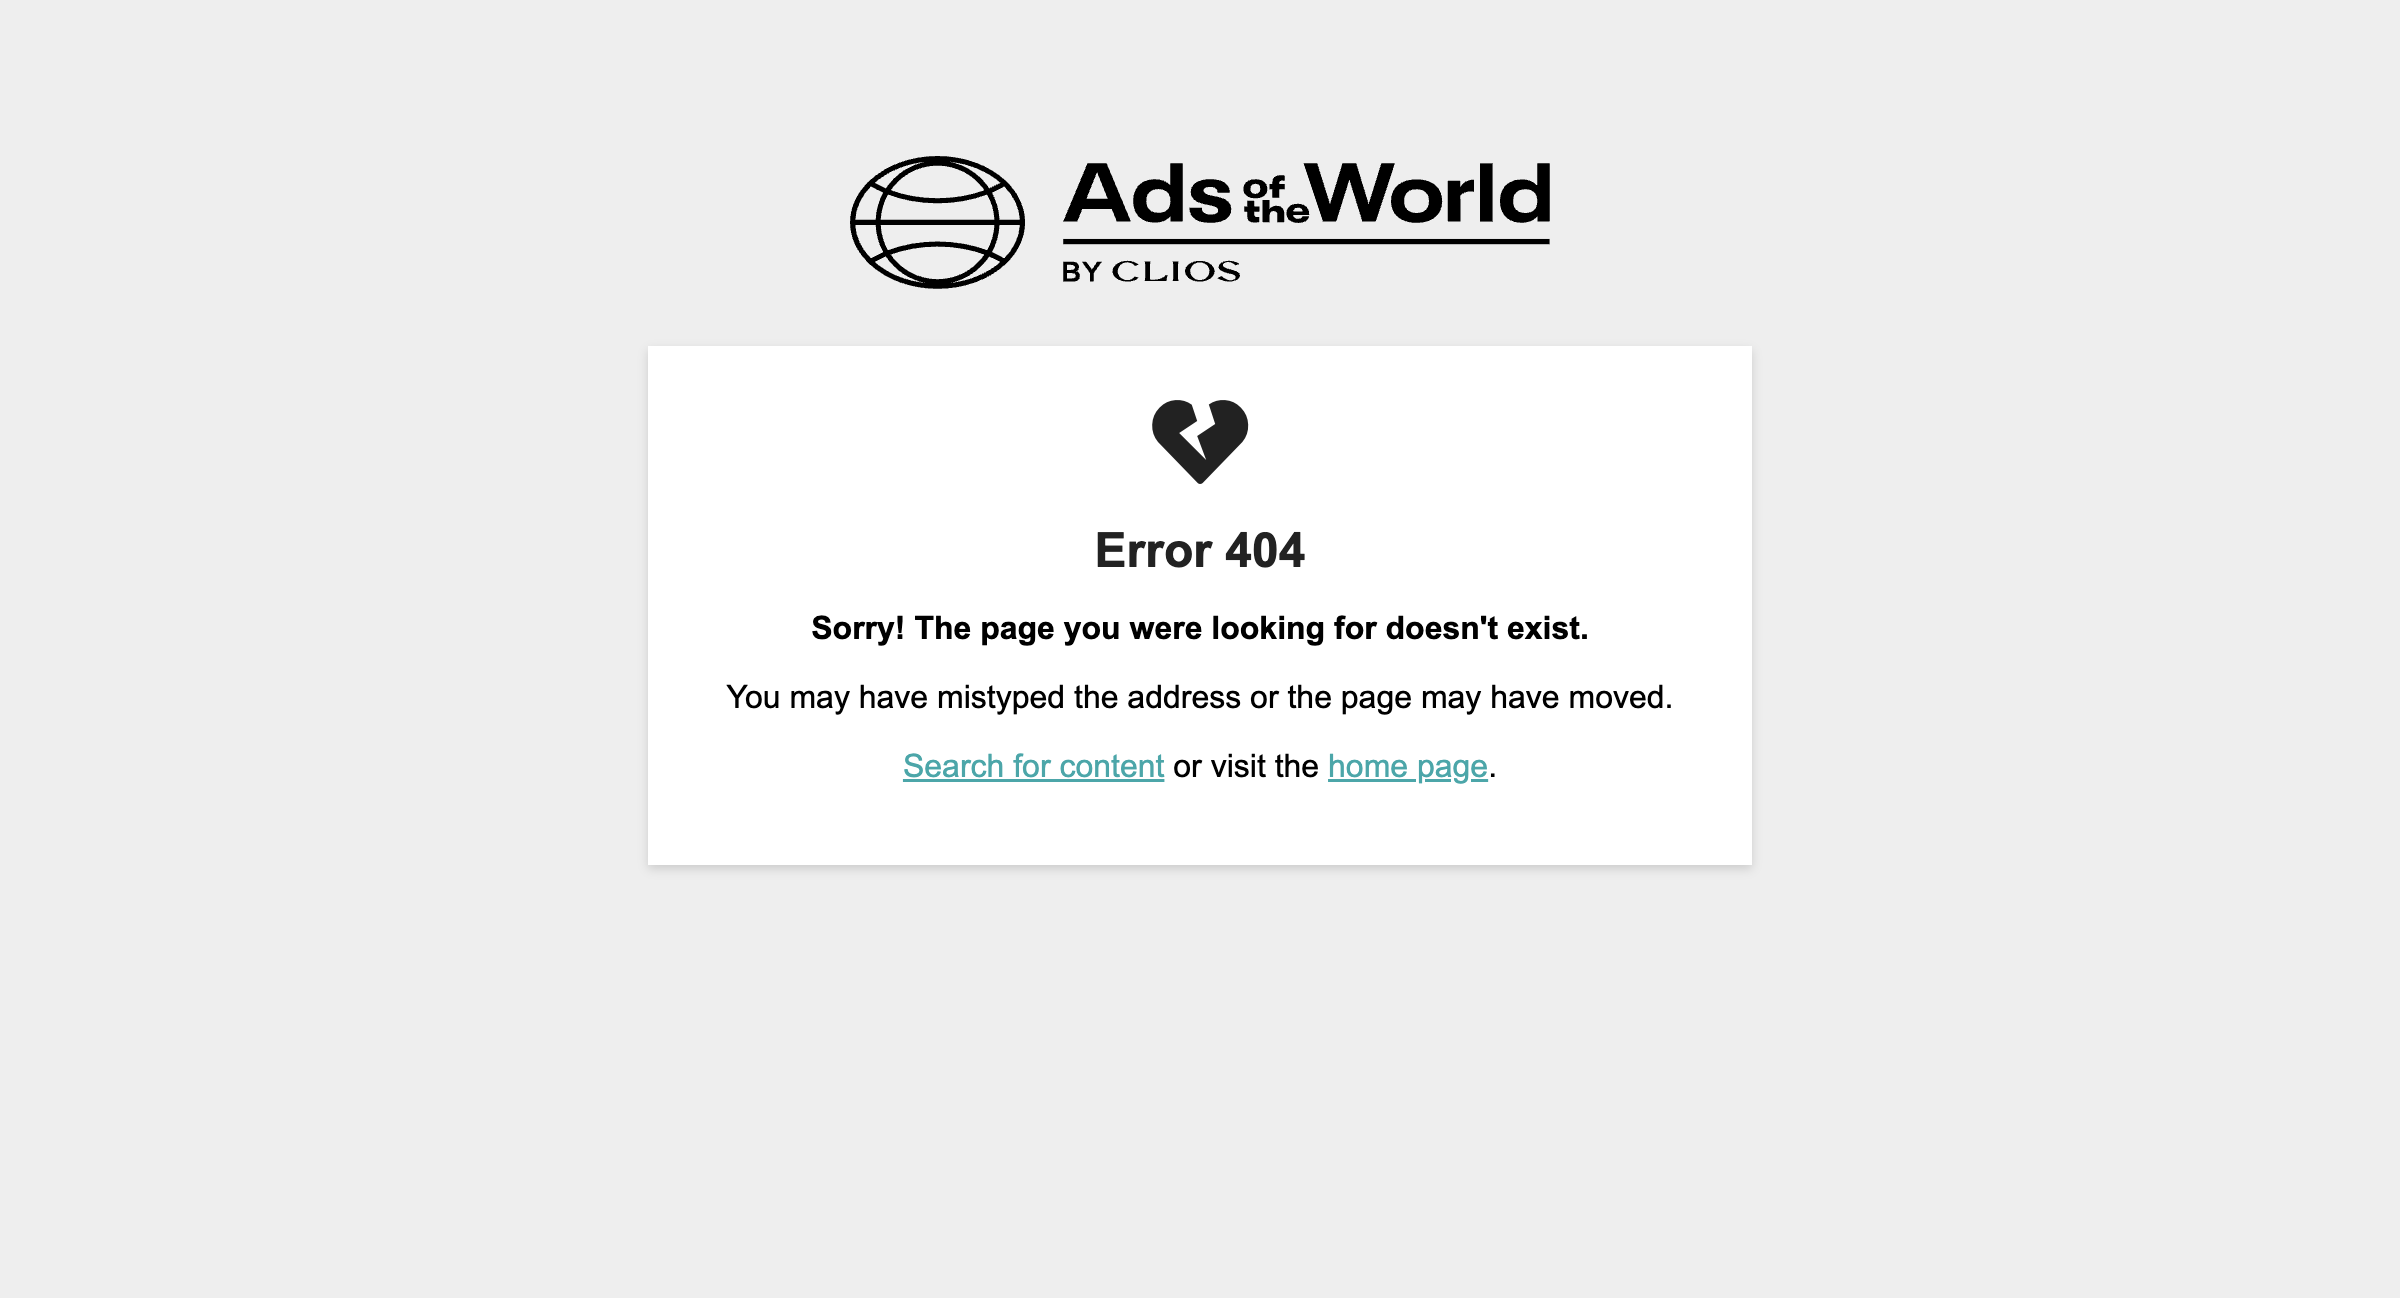 Ads of the World
BY CLIOS
Error 404
Sorry! The page you were looking for doesn't exist.
You may have mistyped the address or the page may have moved.
Search for content or visit the home page.